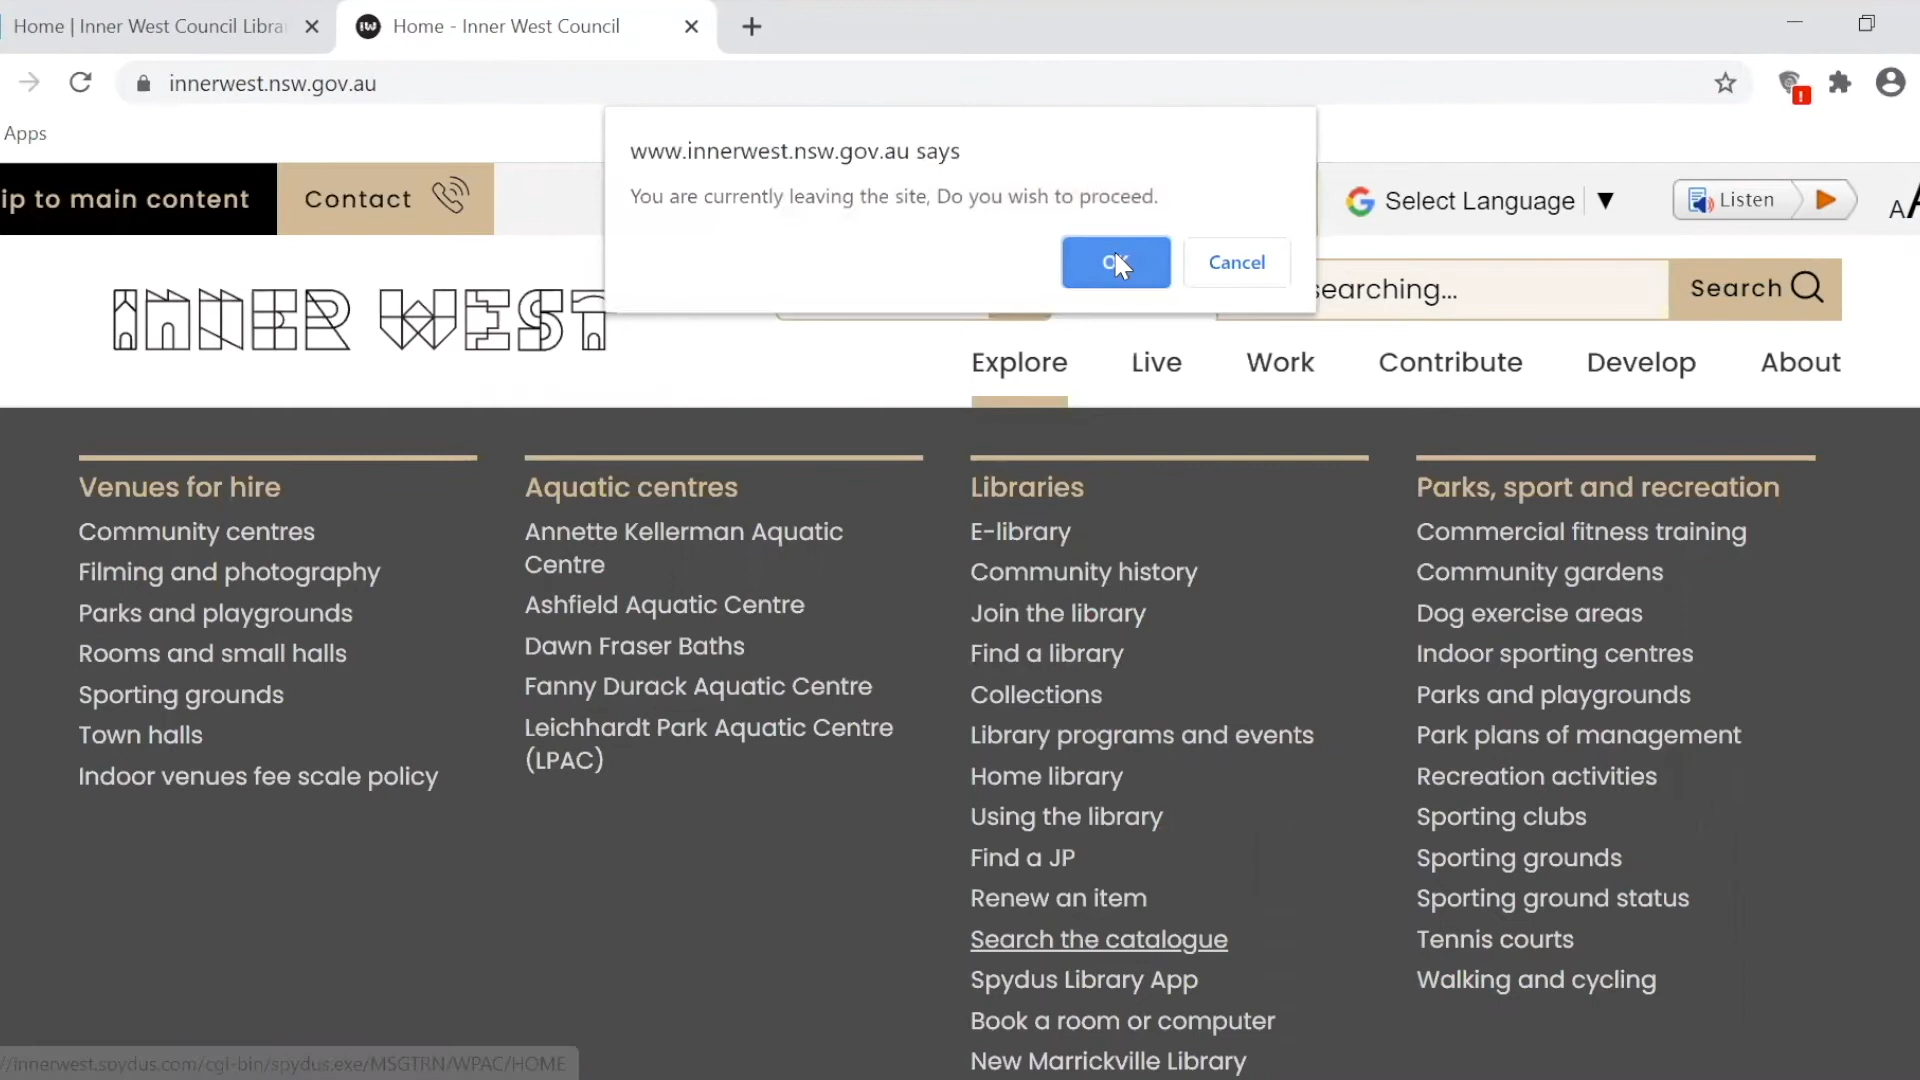 Home | Inner West Council Libra
Home - Inner West Council
innerwest.nsw.gov.au
Apps
www.innerwest.nsw.gov.au says
You are currently leaving the site, Do you wish to proceed.
OK
Cancel
ip to main content
Contact
Select Language
Listen
AA
INNER WEST
searching...
Search
Explore
Live
Work
Contribute
Develop
About
Venues for hire
Community centres
Filming and photography
Parks and playgrounds
Rooms and small halls
Sporting grounds
Town halls
Indoor venues fee scale policy
Aquatic centres
Annette Kellerman Aquatic
Centre
Ashfield Aquatic Centre
Dawn Fraser Baths
Fanny Durack Aquatic Centre
Leichhardt Park Aquatic Centre
(LPAC)
Libraries
E-library
Community history
Join the library
Find a library
Collections
Library programs and events
Home library
Using the library
Find a JP
Renew an item
Search the catalogue
Spydus Library App
Book a room or computer
New Marrickville Library
Parks, sport and recreation
Commercial fitness training
Community gardens
Dog exercise areas
Indoor sporting centres
Parks and playgrounds
Park plans of management
Recreation activities
Sporting clubs
Sporting grounds
Sporting ground status
Tennis courts
Walking and cycling
//innerwest.spydus.com/cgi-bin/spydus.exe/MSGTRN/WPAC/HOME